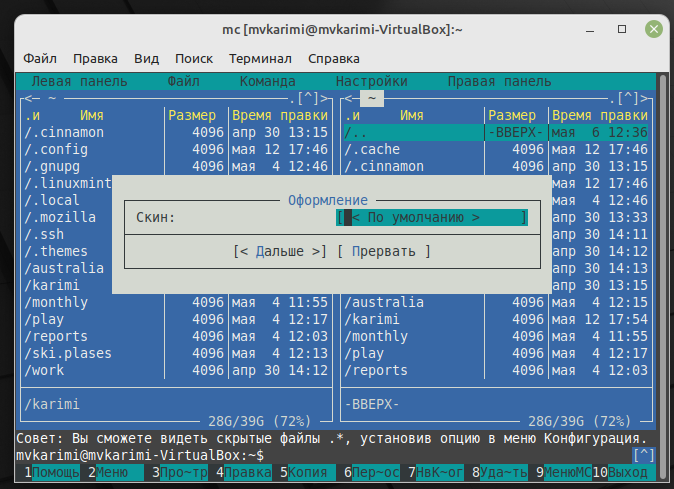 mc [mvkarimi@mvkarimi-VirtualBox]:~
Файл Правка Вид Поиск Терминал Справка
Левая панель Файл Команда Настройки Правая панель
<─ ~ .[^]> <─ ~ .[^]>
.и Имя Размер Время правки .и Имя Размер Время правки
/.cinnamon 4096 апр 30 13:15 /.. -ВВЕРХ- мая 6 12:36
/.config 4096 мая 12 17:46 /.cache 4096 мая 12 17:46
/.gnupg 4096 мая 4 12:46 /.cinnamon 4096 апр 30 13:15
/.linuxmint мая 12 17:46
/.local мая 4 12:46
/.mozilla апр 30 13:33
/.ssh апр 30 14:11
/.themes апр 30 14:12
/australia апр 30 14:13
/karimi апр 30 13:15
Оформление
Скин: [ < По умолчанию > ]
[< Дальше >] [ Прервать ]
/monthly 4096 мая 4 11:55 /australia 4096 мая 4 12:15
/play 4096 мая 4 12:17 /karimi 4096 мая 12 17:54
/reports 4096 мая 4 12:03 /monthly 4096 мая 4 11:55
/ski.plases 4096 мая 4 12:13 /play 4096 мая 4 12:17
/work 4096 апр 30 14:12 /reports 4096 мая 4 12:03
/karimi -ВВЕРХ-
28G/39G (72%) 28G/39G (72%)
Совет: Вы сможете видеть скрытые файлы .*, установив опцию в меню Конфигурация.
mvkarimi@mvkarimi-VirtualBox:~$ [^]
1Помощь 2Меню 3Про~тр 4Правка 5Копия 6Пер~ос 7НвК~ог 8Уда~ть 9МенюМС 10Выход